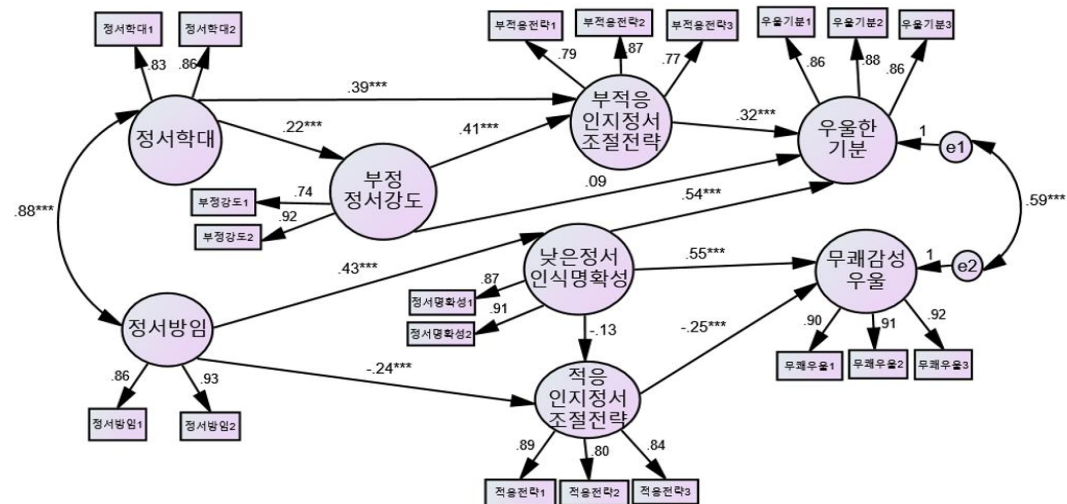 정서학대1
정서학대2
부적응전략1
부적응전략2
부적응전략3
우울기분1
우울기분2
우울기분3
.83
.86
.79
.87
.77
.86
.88
.86
정서학대
.39***
부적응
인지정서
조절전략
.32***
우울한
기분
1
e1
.22***
.41***
부정
정서강도
.09
.54***
.59***
.88***
부정강도1
.74
부정강도2
.92
.43***
낮은정서
인식명확성
.55***
무쾌감성
우울
1
e2
정서명확성1
.87
정서명확성2
.91
정서방임
-.13
-.25***
.90
.91
.92
무쾌우울1
무쾌우울2
무쾌우울3
.86
.93
-.24***
적응
인지정서
조절전략
정서방임1
정서방임2
.89
.80
.84
적응전략1
적응전략2
적응전략3